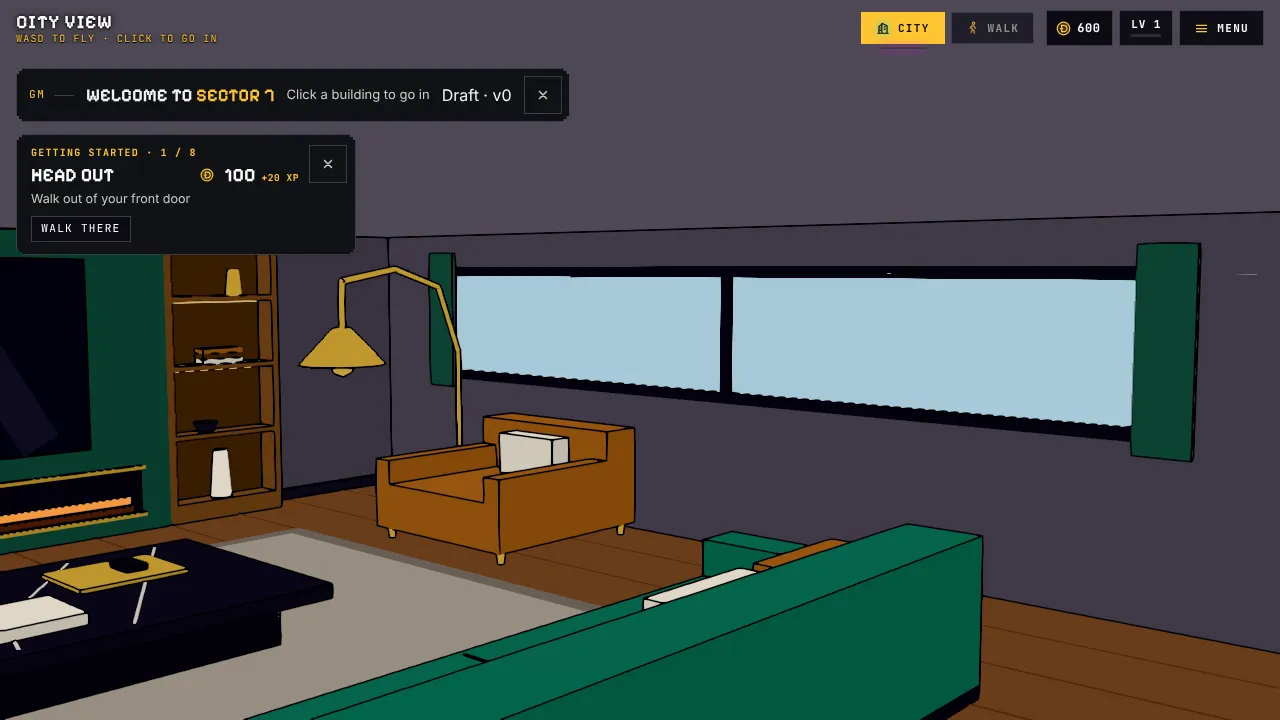 CITY VIEW
WASD TO FLY · CLICK TO GO IN
CITY
WALK
600
LV 1
MENU
GM
WELCOME TO SECTOR 7
Click a building to go in
Draft · v0
GETTING STARTED · 1 / 8
HEAD OUT
100
+20 XP
Walk out of your front door
WALK THERE